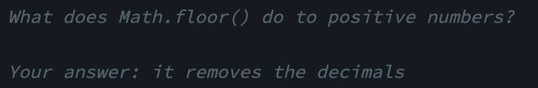 What does Math.floor() do to positive numbers?
Your answer: it removes the decimals